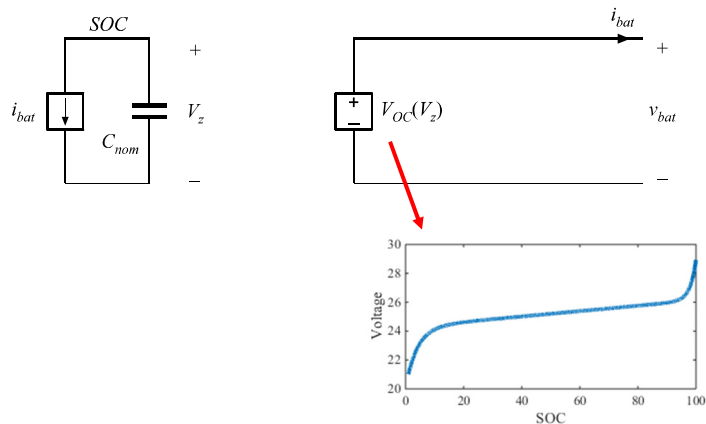 SOC
i_bat
+
V_z
C_nom
–
i_bat
+
+
–
V_OC(V_z)
v_bat
–
30
28
26
24
22
20
Voltage
0 20 40 60 80 100
SOC